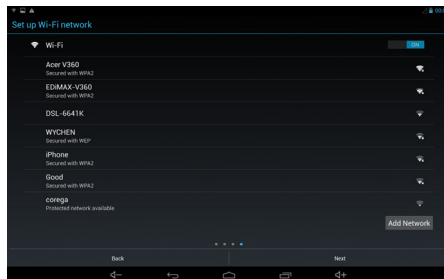 Set up Wi-Fi network
Wi-Fi ON
Acer V360
Secured with WPA2
EDiMAX-V360
Secured with WPA2
DSL-6641K
WYCHEN
Secured with WEP
iPhone
Secured with WPA2
Good
Secured with WPA2
corega
Protected network available
Add Network
Back Next